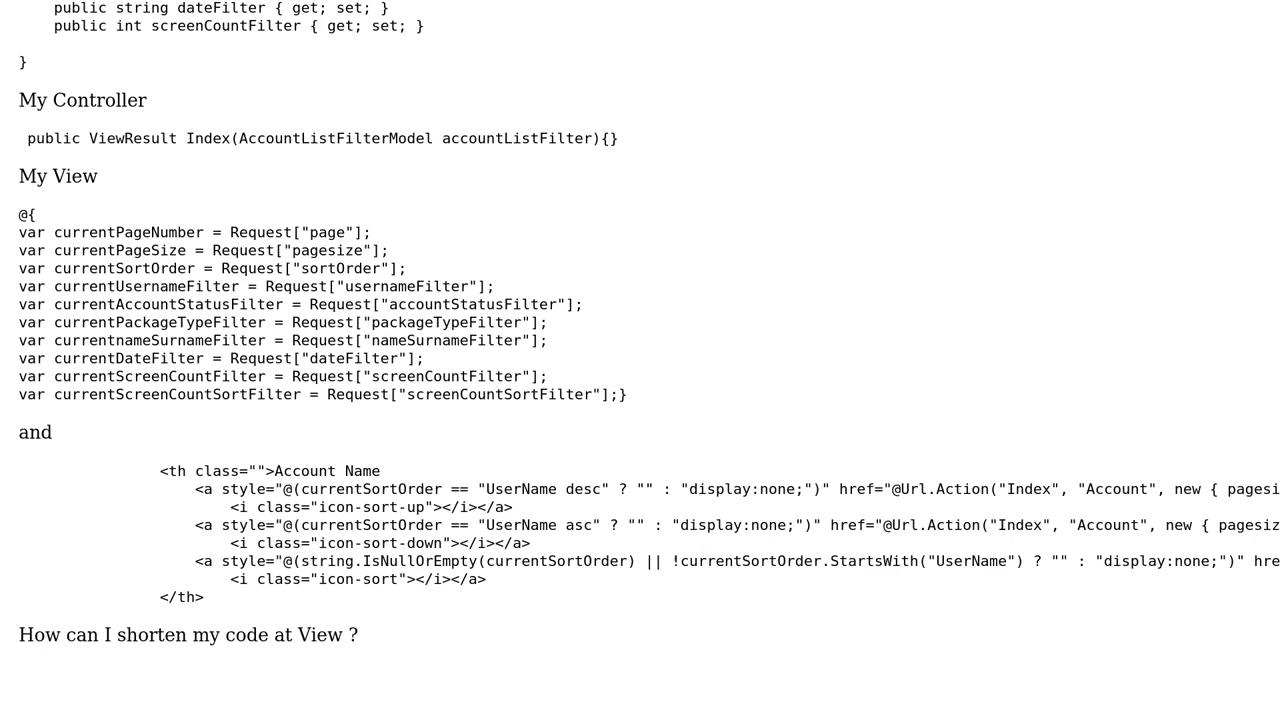 public string dateFilter { get; set; }
public int screenCountFilter { get; set; }
}
My Controller
public ViewResult Index(AccountListFilterModel accountListFilter){}
My View
@{
var currentPageNumber = Request["page"];
var currentPageSize = Request["pagesize"];
var currentSortOrder = Request["sortOrder"];
var currentUsernameFilter = Request["usernameFilter"];
var currentAccountStatusFilter = Request["accountStatusFilter"];
var currentPackageTypeFilter = Request["packageTypeFilter"];
var currentnameSurnameFilter = Request["nameSurnameFilter"];
var currentDateFilter = Request["dateFilter"];
var currentScreenCountFilter = Request["screenCountFilter"];
var currentScreenCountSortFilter = Request["screenCountSortFilter"];}
and
<th class="">Account Name
<a style="@(currentSortOrder == "UserName desc" ? "" : "display:none;")" href="@Url.Action("Index", "Account", new { pagesi
<i class="icon-sort-up"></i></a>
<a style="@(currentSortOrder == "UserName asc" ? "" : "display:none;")" href="@Url.Action("Index", "Account", new { pagesiz
<i class="icon-sort-down"></i></a>
<a style="@(string.IsNullOrEmpty(currentSortOrder) || !currentSortOrder.StartsWith("UserName") ? "" : "display:none;")" hre
<i class="icon-sort"></i></a>
</th>
How can I shorten my code at View ?